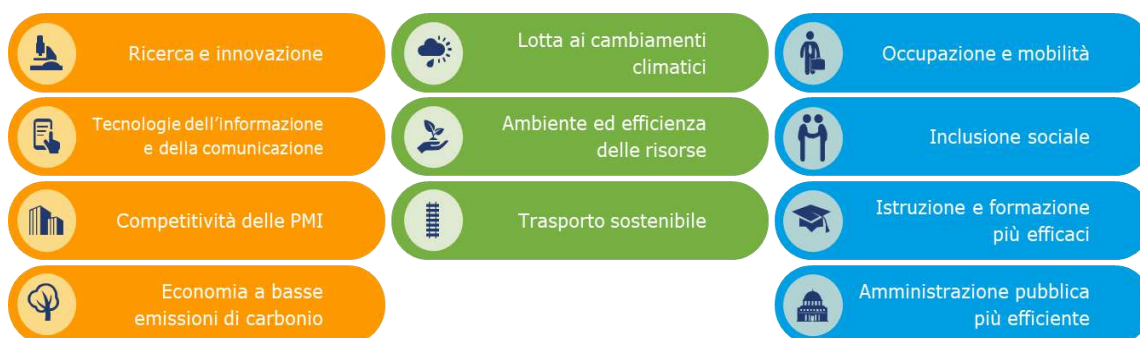 Ricerca e innovazione
Tecnologie dell'informazione
e della comunicazione
Competitività delle PMI
Economia a basse
emissioni di carbonio
Lotta ai cambiamenti
climatici
Ambiente ed efficienza
delle risorse
Trasporto sostenibile
Occupazione e mobilità
Inclusione sociale
Istruzione e formazione
più efficaci
Amministrazione pubblica
più efficiente